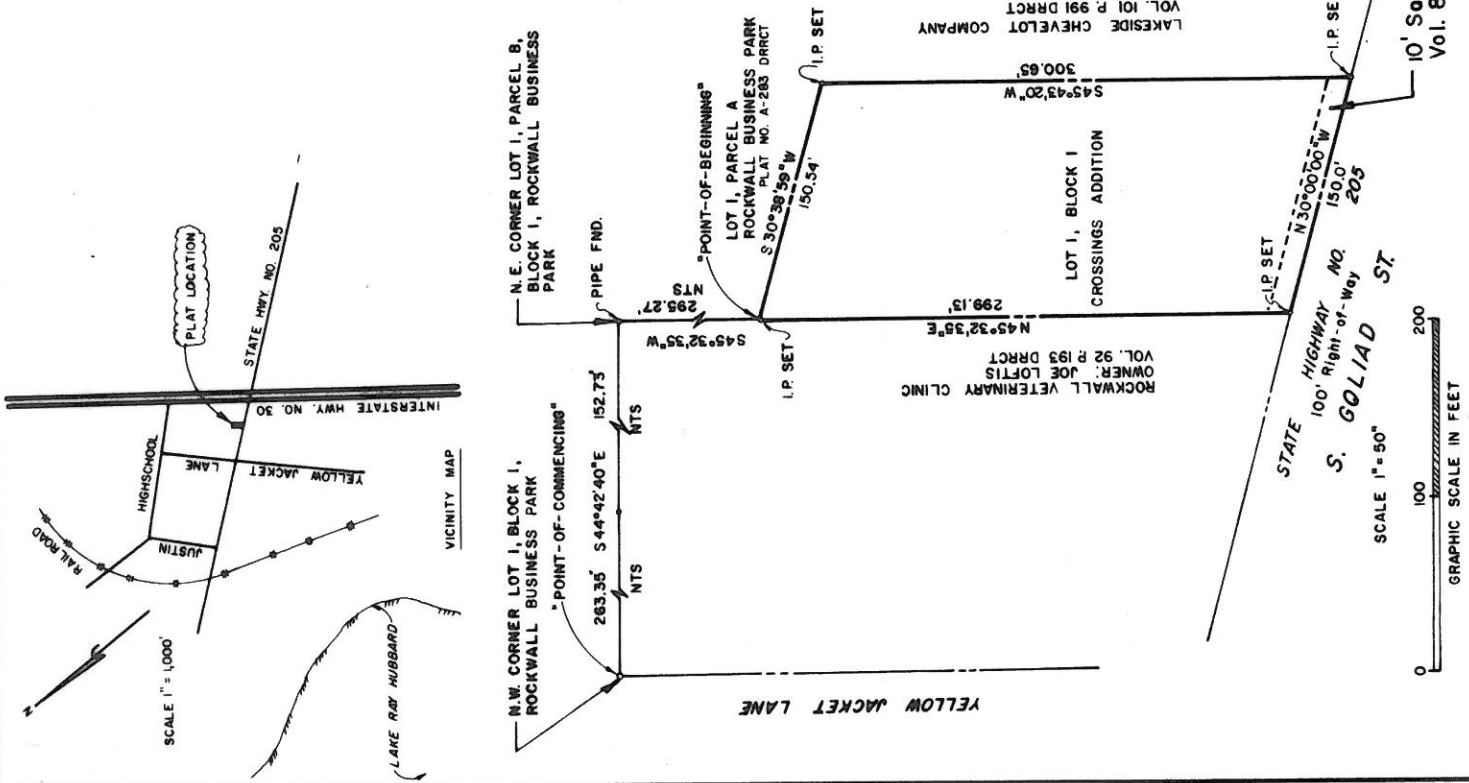 N
SCALE 1" = 1,000'
RAILROAD
HIGHSCHOOL
JUSTIN
YELLOW JACKET LANE
INTERSTATE HWY. NO. 30
STATE HWY. NO. 205
PLAT LOCATION
LAKE RAY HUBBARD
VICINITY MAP
N.W. CORNER LOT 1, BLOCK 1,
ROCKWALL BUSINESS PARK
"POINT-OF-COMMENCING"
263.35' S 44°42'40"E 152.73'
NTS
NTS
N.E. CORNER LOT 1, PARCEL B,
BLOCK 1, ROCKWALL BUSINESS
PARK
PIPE FND.
S45°32'35"W
295.27'
NTS
"POINT-OF-BEGINNING"
LOT 1, PARCEL A
ROCKWALL BUSINESS PARK
PLAT NO. A-283 DRRCT
I.P. SET
S 30°38'59"W
150.54'
I.P. SET
LAKESIDE CHEVELOT COMPANY
VOL. 101 P. 991 DRRCT
S45°43'20"W
300.65'
N45°32'35"E
299.13'
LOT 1, BLOCK 1
CROSSINGS ADDITION
ROCKWALL VETERINARY CLINIC
OWNER: JOE LOFTIS
VOL. 92 P. 193 DRRCT
YELLOW JACKET LANE
I.P. SET
I.P. SE
N 30°00'00"W
150.0'
10' Sa
Vol. 8
STATE HIGHWAY NO. 205
100' Right-of-Way
S. GOLIAD ST.
SCALE 1" = 50"
0 100 200
GRAPHIC SCALE IN FEET